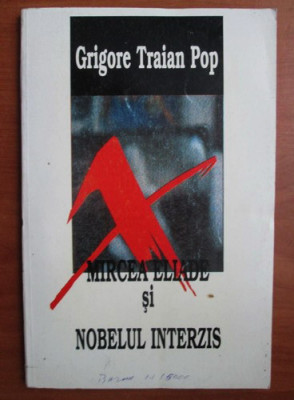 Grigore Traian Pop
MIRCEA ELIADE
şi
NOBELUL INTERZIS